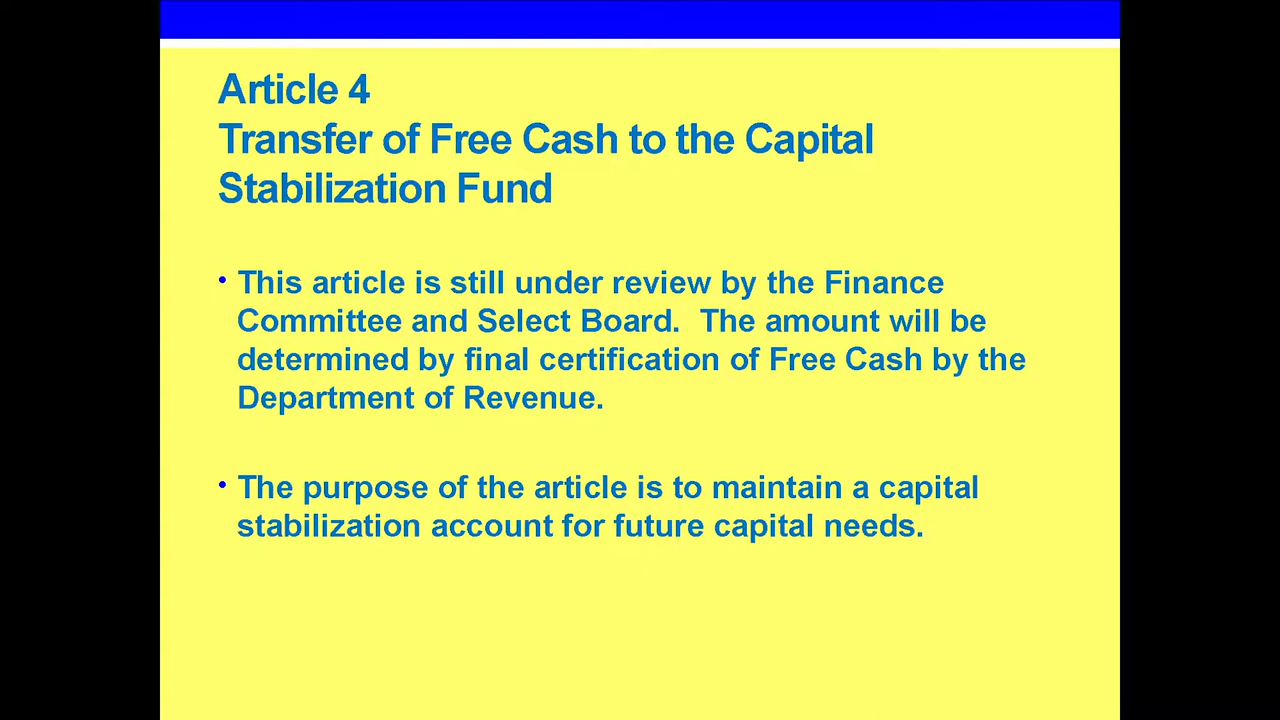 Article 4
Transfer of Free Cash to the Capital
Stabilization Fund
• This article is still under review by the Finance
Committee and Select Board.  The amount will be
determined by final certification of Free Cash by the
Department of Revenue.
• The purpose of the article is to maintain a capital
stabilization account for future capital needs.